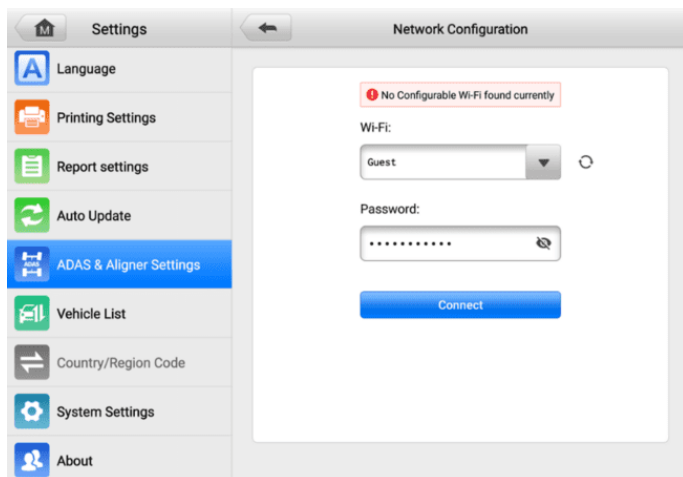 M
Settings
Network Configuration
A
Language
Printing Settings
Report settings
Auto Update
ADAS
ADAS & Aligner Settings
Vehicle List
Country/Region Code
System Settings
About
No Configurable Wi-Fi found currently
Wi-Fi:
Guest
Password:
•••••••••••
Connect